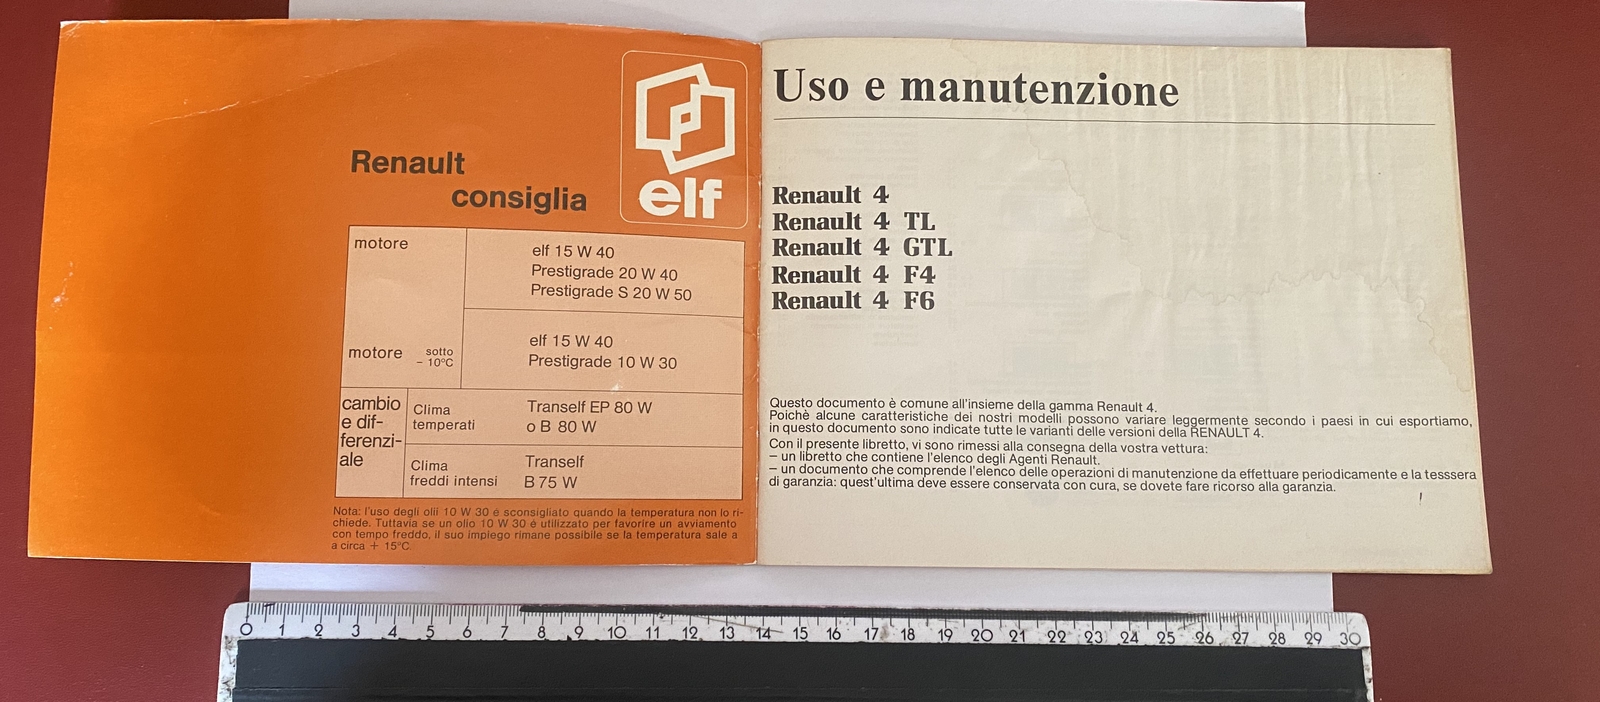 elf
Renault
consiglia
motore
elf 15 W 40
Prestigrade 20 W 40
Prestigrade S 20 W 50
motore sotto
– 10°C
elf 15 W 40
Prestigrade 10 W 30
cambio
e dif-
ferenzi-
ale
Clima
temperati
Tranself EP 80 W
o B 80 W
Clima
freddi intensi
Tranself
B 75 W
Nota: l'uso degli olii 10 W 30 è sconsigliato quando la temperatura non lo ri-
chiede. Tuttavia se un olio 10 W 30 è utilizzato per favorire un avviamento
con tempo freddo, il suo impiego rimane possibile se la temperatura sale a
a circa + 15°C.
Uso e manutenzione
Renault 4
Renault 4 TL
Renault 4 GTL
Renault 4 F4
Renault 4 F6
Questo documento è comune all'insieme della gamma Renault 4.
Poichè alcune caratteristiche dei nostri modelli possono variare leggermente secondo i paesi in cui esportiamo,
in questo documento sono indicate tutte le varianti delle versioni della RENAULT 4.
Con il presente libretto, vi sono rimessi alla consegna della vostra vettura:
– un libretto che contiene l'elenco degli Agenti Renault.
– un documento che comprende l'elenco delle operazioni di manutenzione da effettuare periodicamente e la tesssera
di garanzia: quest'ultima deve essere conservata con cura, se dovete fare ricorso alla garanzia.
0 1 2 3 4 5 6 7 8 9 10 11 12 13 14 15 16 17 18 19 20 21 22 23 24 25 26 27 28 29 30